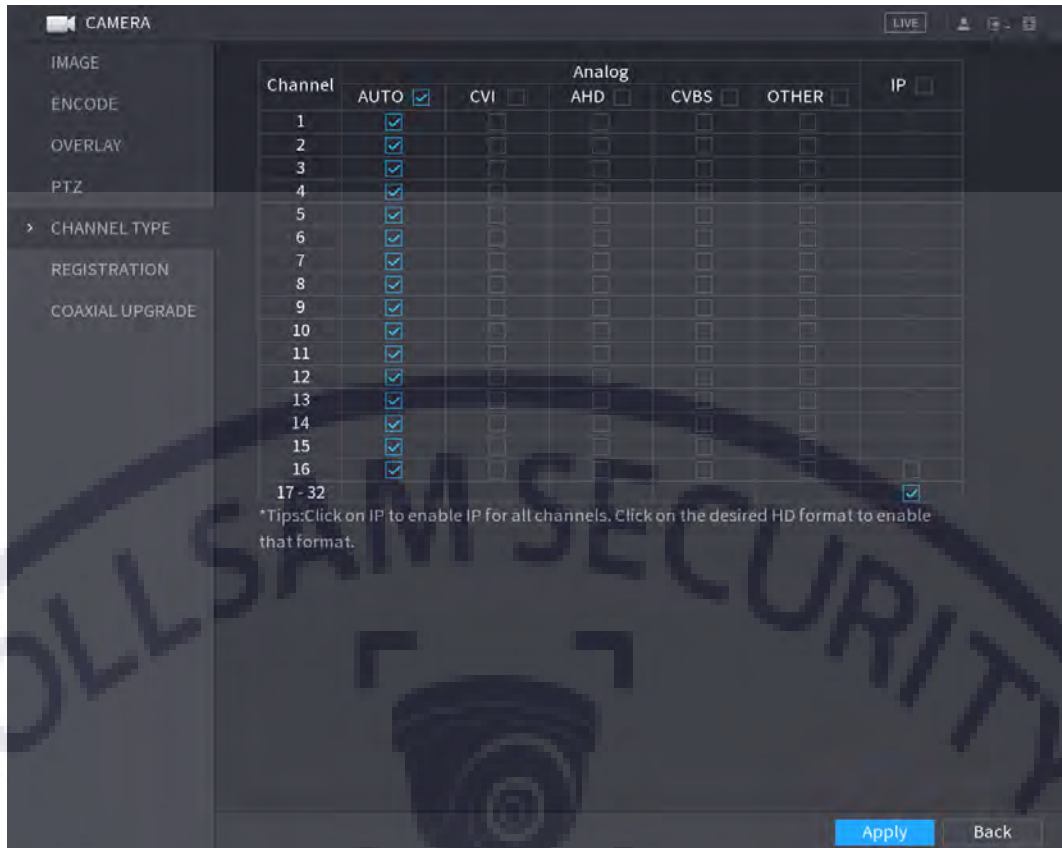 CAMERA
LIVE
IMAGE
ENCODE
OVERLAY
PTZ
CHANNEL TYPE
REGISTRATION
COAXIAL UPGRADE
Channel
Analog
IP
AUTO CVI AHD CVBS OTHER
1
2
3
4
5
6
7
8
9
10
11
12
13
14
15
16
17 - 32
*Tips:Click on IP to enable IP for all channels. Click on the desired HD format to enable
that format.
OLLSAM SECURITY
Apply Back